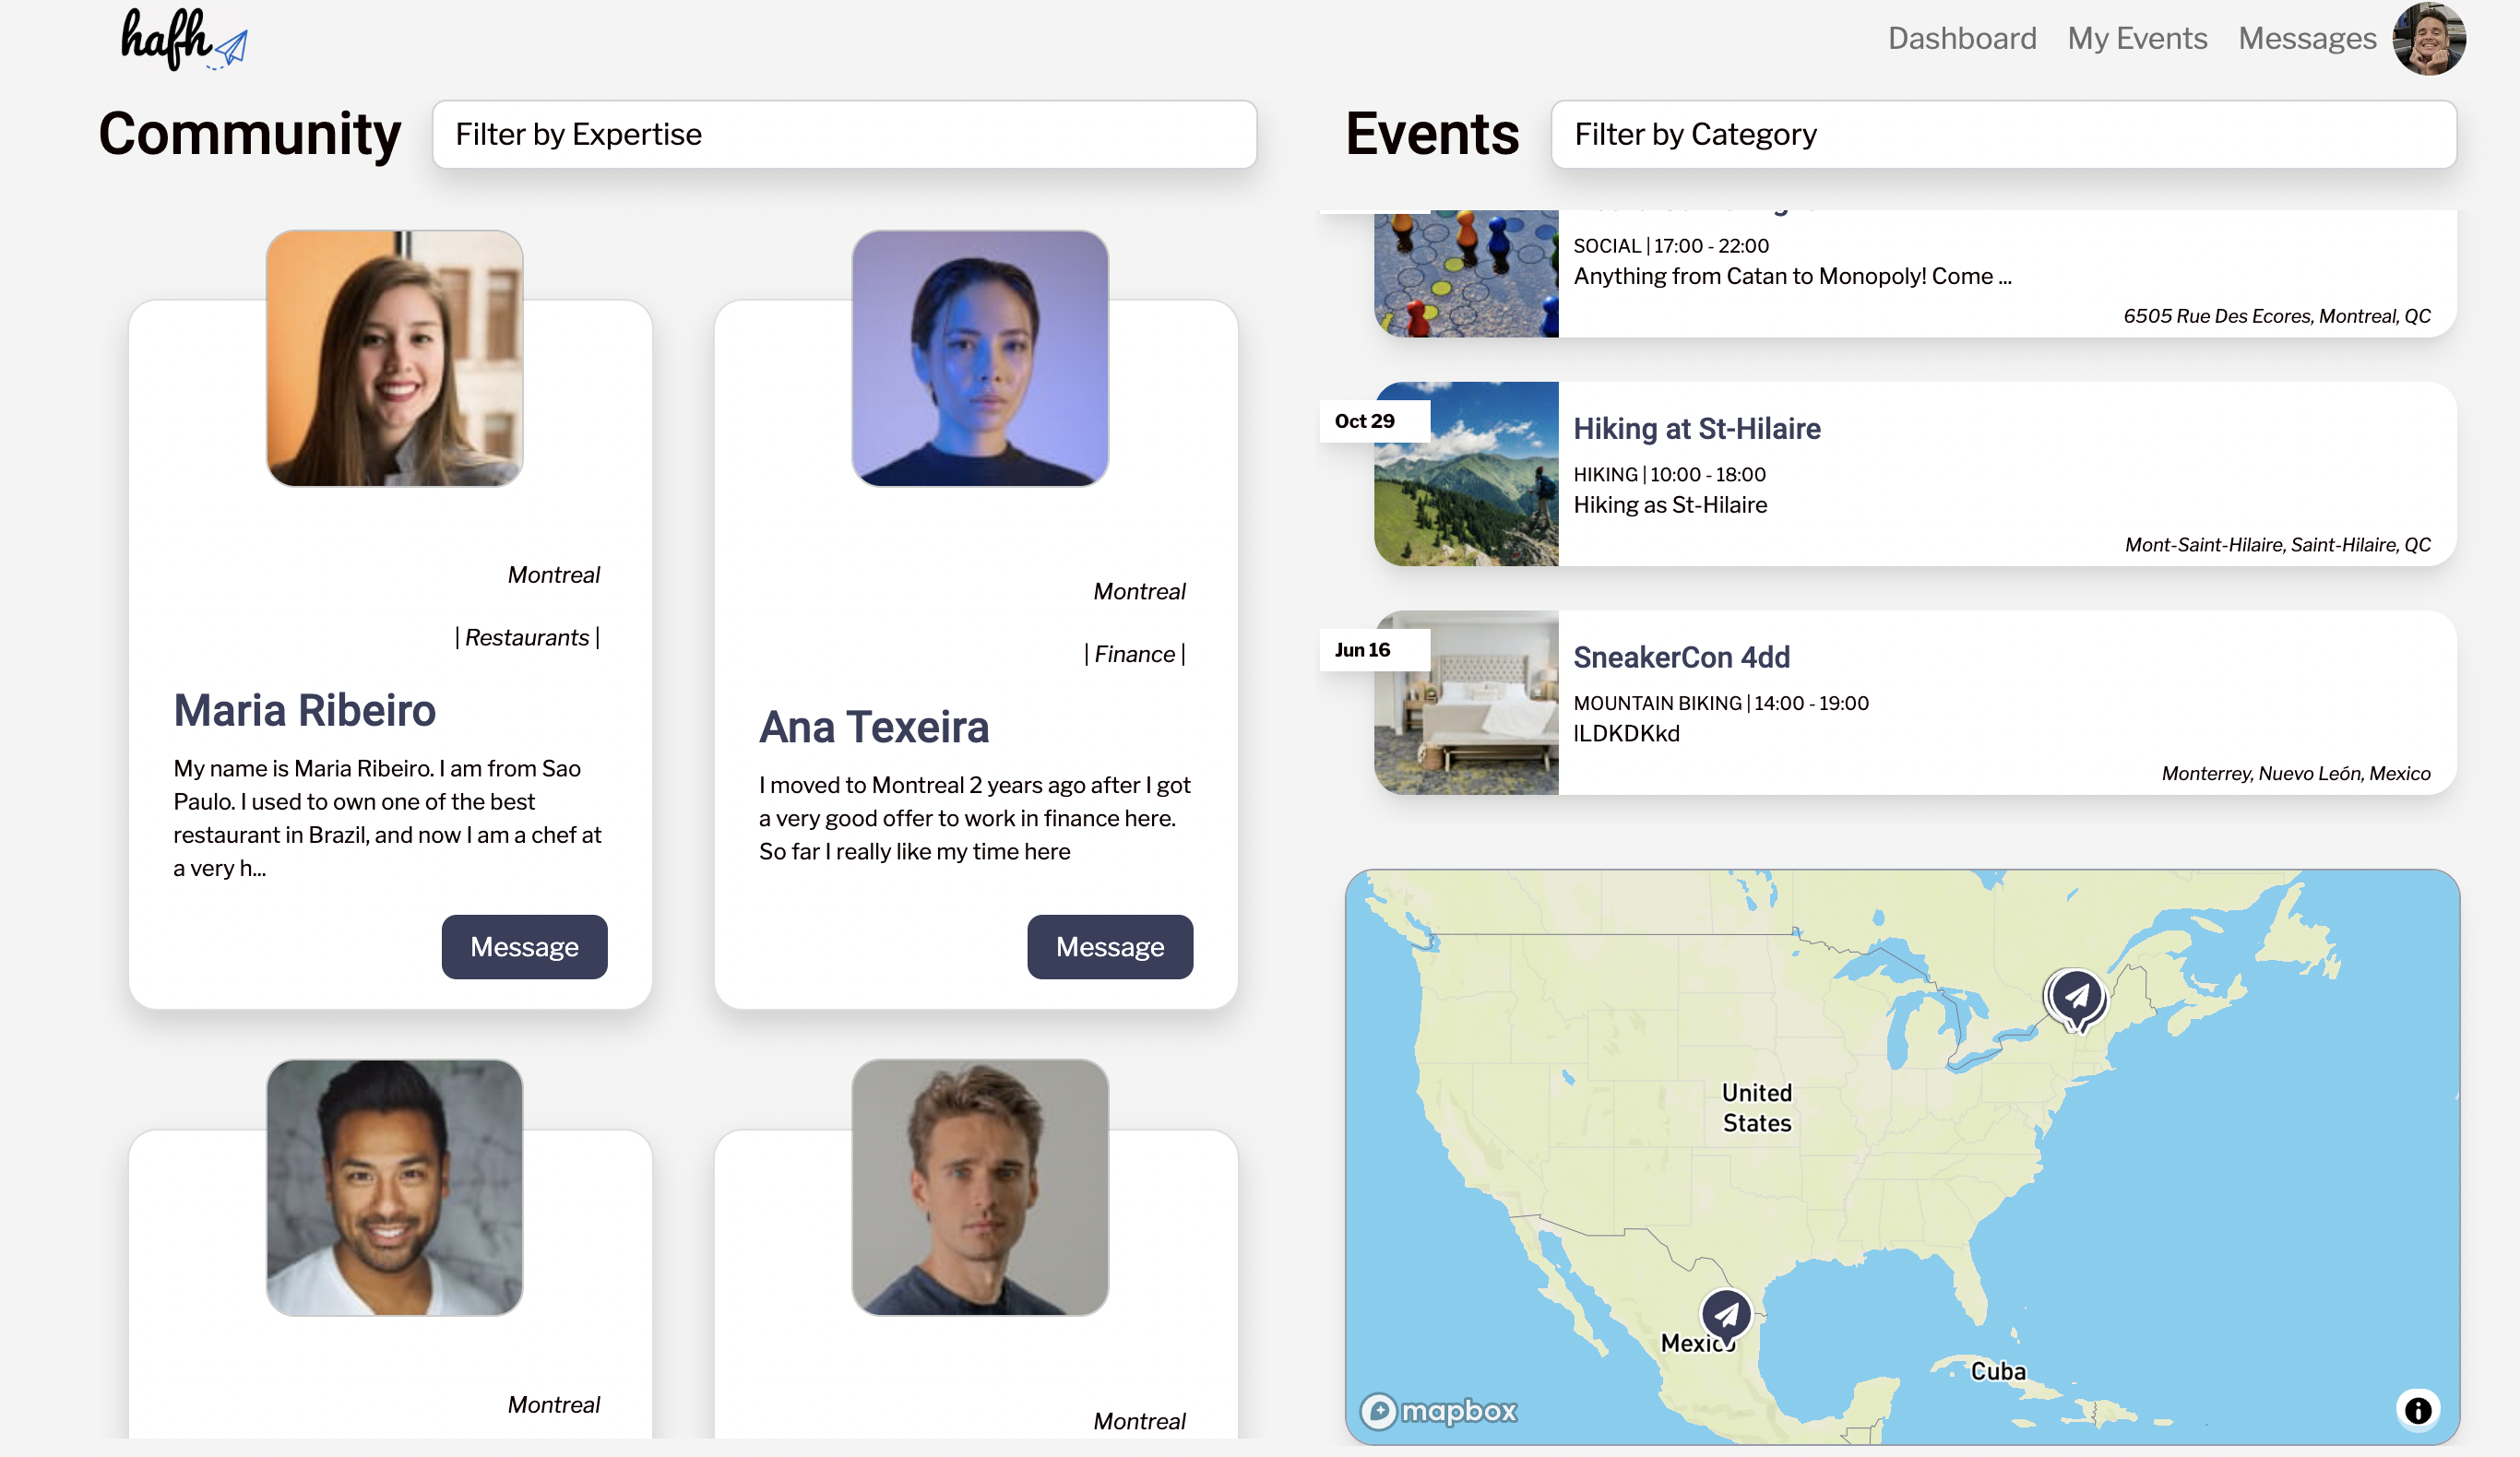 hafh
Dashboard My Events Messages
Community
Filter by Expertise
Montreal
| Restaurants |
Maria Ribeiro
My name is Maria Ribeiro. I am from Sao
Paulo. I used to own one of the best
restaurant in Brazil, and now I am a chef at
a very h...
Message
Montreal
| Finance |
Ana Texeira
I moved to Montreal 2 years ago after I got
a very good offer to work in finance here.
So far I really like my time here
Message
Montreal
Montreal
Events
Filter by Category
SOCIAL | 17:00 - 22:00
Anything from Catan to Monopoly! Come ...
6505 Rue Des Ecores, Montreal, QC
Oct 29
Hiking at St-Hilaire
HIKING | 10:00 - 18:00
Hiking as St-Hilaire
Mont-Saint-Hilaire, Saint-Hilaire, QC
Jun 16
SneakerCon 4dd
MOUNTAIN BIKING | 14:00 - 19:00
lLDKDKkd
Monterrey, Nuevo León, Mexico
United
States
Mexico
Cuba
mapbox